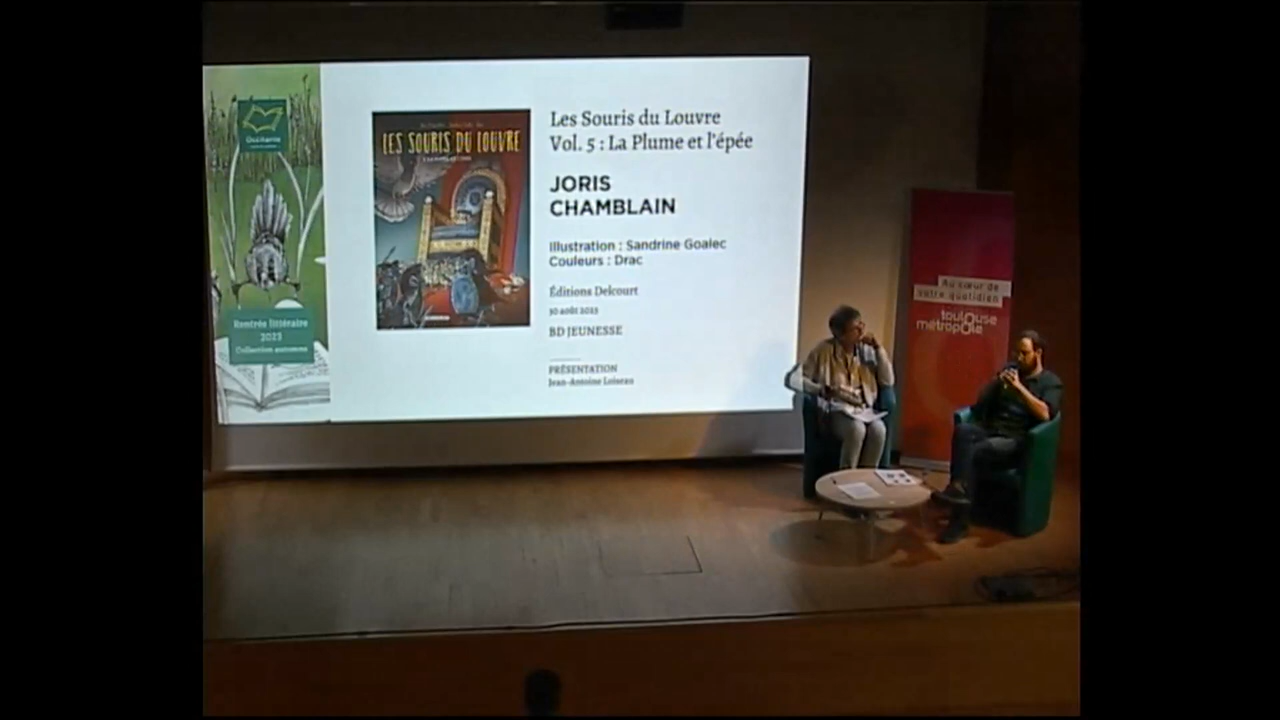 Occitanie
Rentrée littéraire
2023
Collection automne
LES SOURIS DU LOUVRE
Les Souris du Louvre
Vol. 5 : La Plume et l'épée
JORIS
CHAMBLAIN
Illustration : Sandrine Goalec
Couleurs : Drac
Éditions Delcourt
30 août 2023
BD JEUNESSE
PRÉSENTATION
Jean-Antoine Loiseau
Au cœur de
votre quotidien
toulouse
métropole